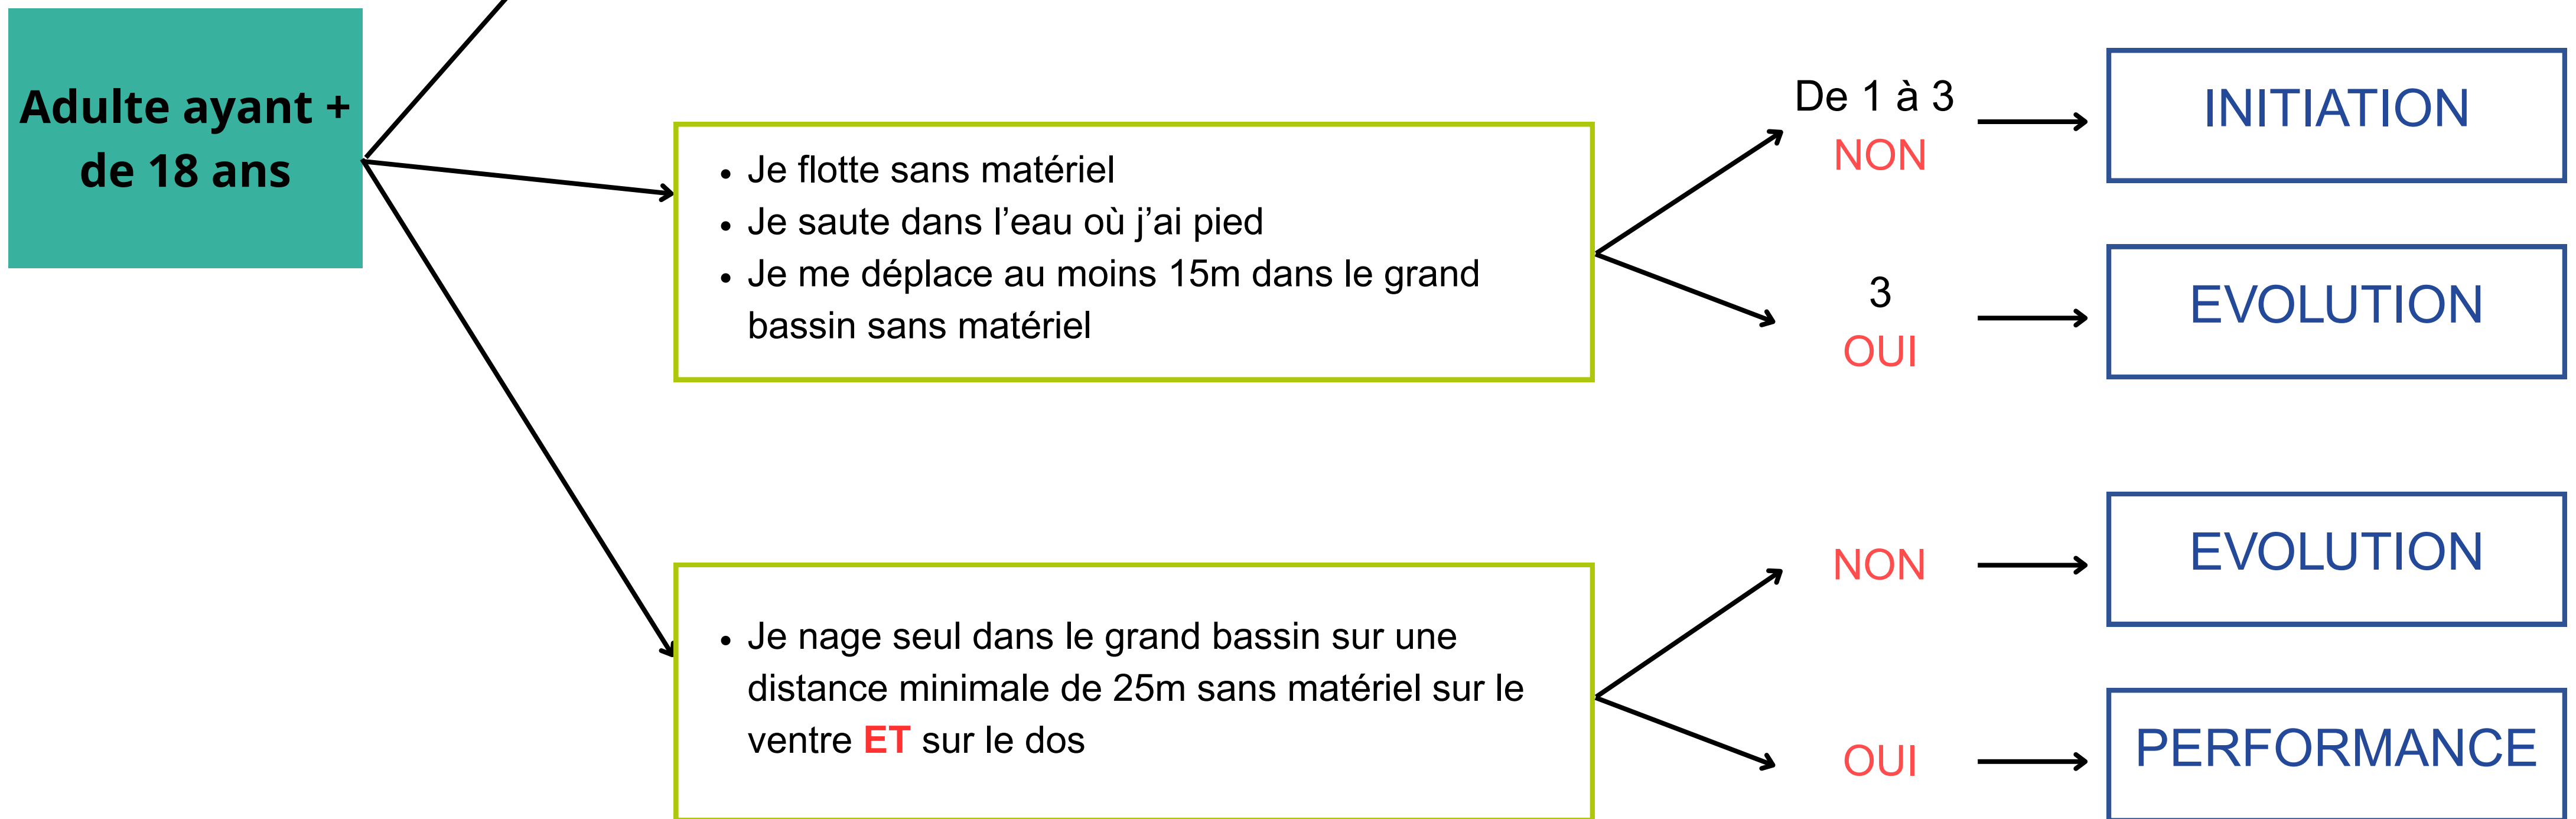 Adulte ayant +
de 18 ans
• Je flotte sans matériel
• Je saute dans l’eau où j’ai pied
• Je me déplace au moins 15m dans le grand
bassin sans matériel
De 1 à 3
NON
INITIATION
3
OUI
EVOLUTION
• Je nage seul dans le grand bassin sur une
distance minimale de 25m sans matériel sur le
ventre ET sur le dos
NON
EVOLUTION
OUI
PERFORMANCE